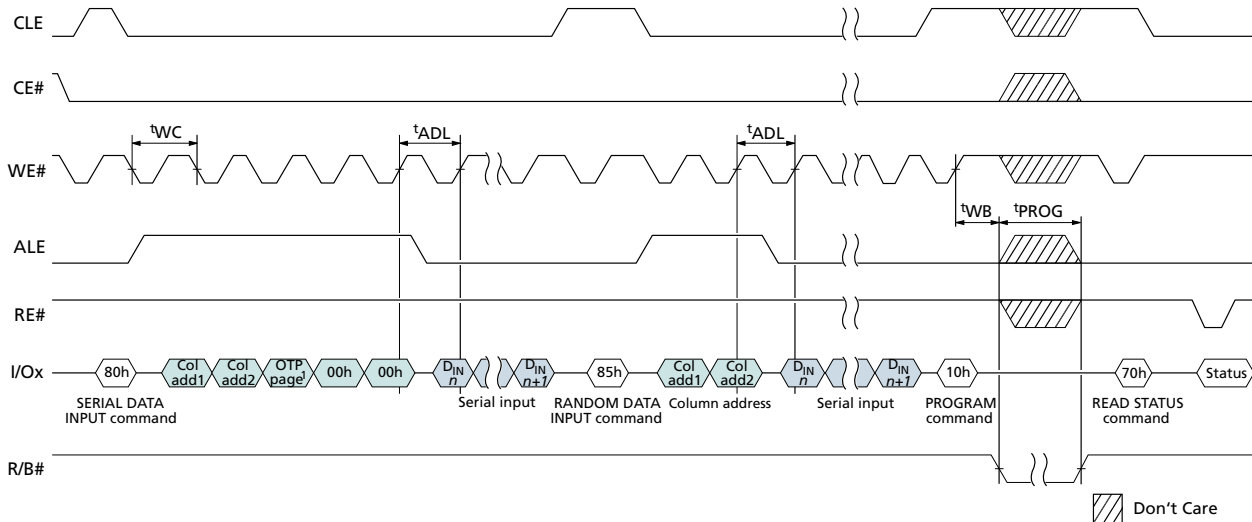 CLE
CE#
tWC
tADL
tADL
WE#
tWB
tPROG
ALE
RE#
I/Ox
80h
Col add1
Col add2
OTP page1
00h
00h
DIN n
DIN n+1
85h
Col add1
Col add2
DIN n
DIN n+1
10h
70h
Status
SERIAL DATA
INPUT command
Serial input
RANDOM DATA
INPUT command
Column address
Serial input
PROGRAM
command
READ STATUS
command
R/B#
Don't Care